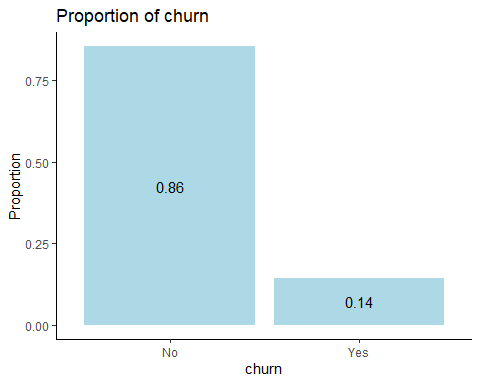 Proportion of churn
Proportion
0.75
0.50
0.25
0.00
0.86
0.14
No
Yes
churn